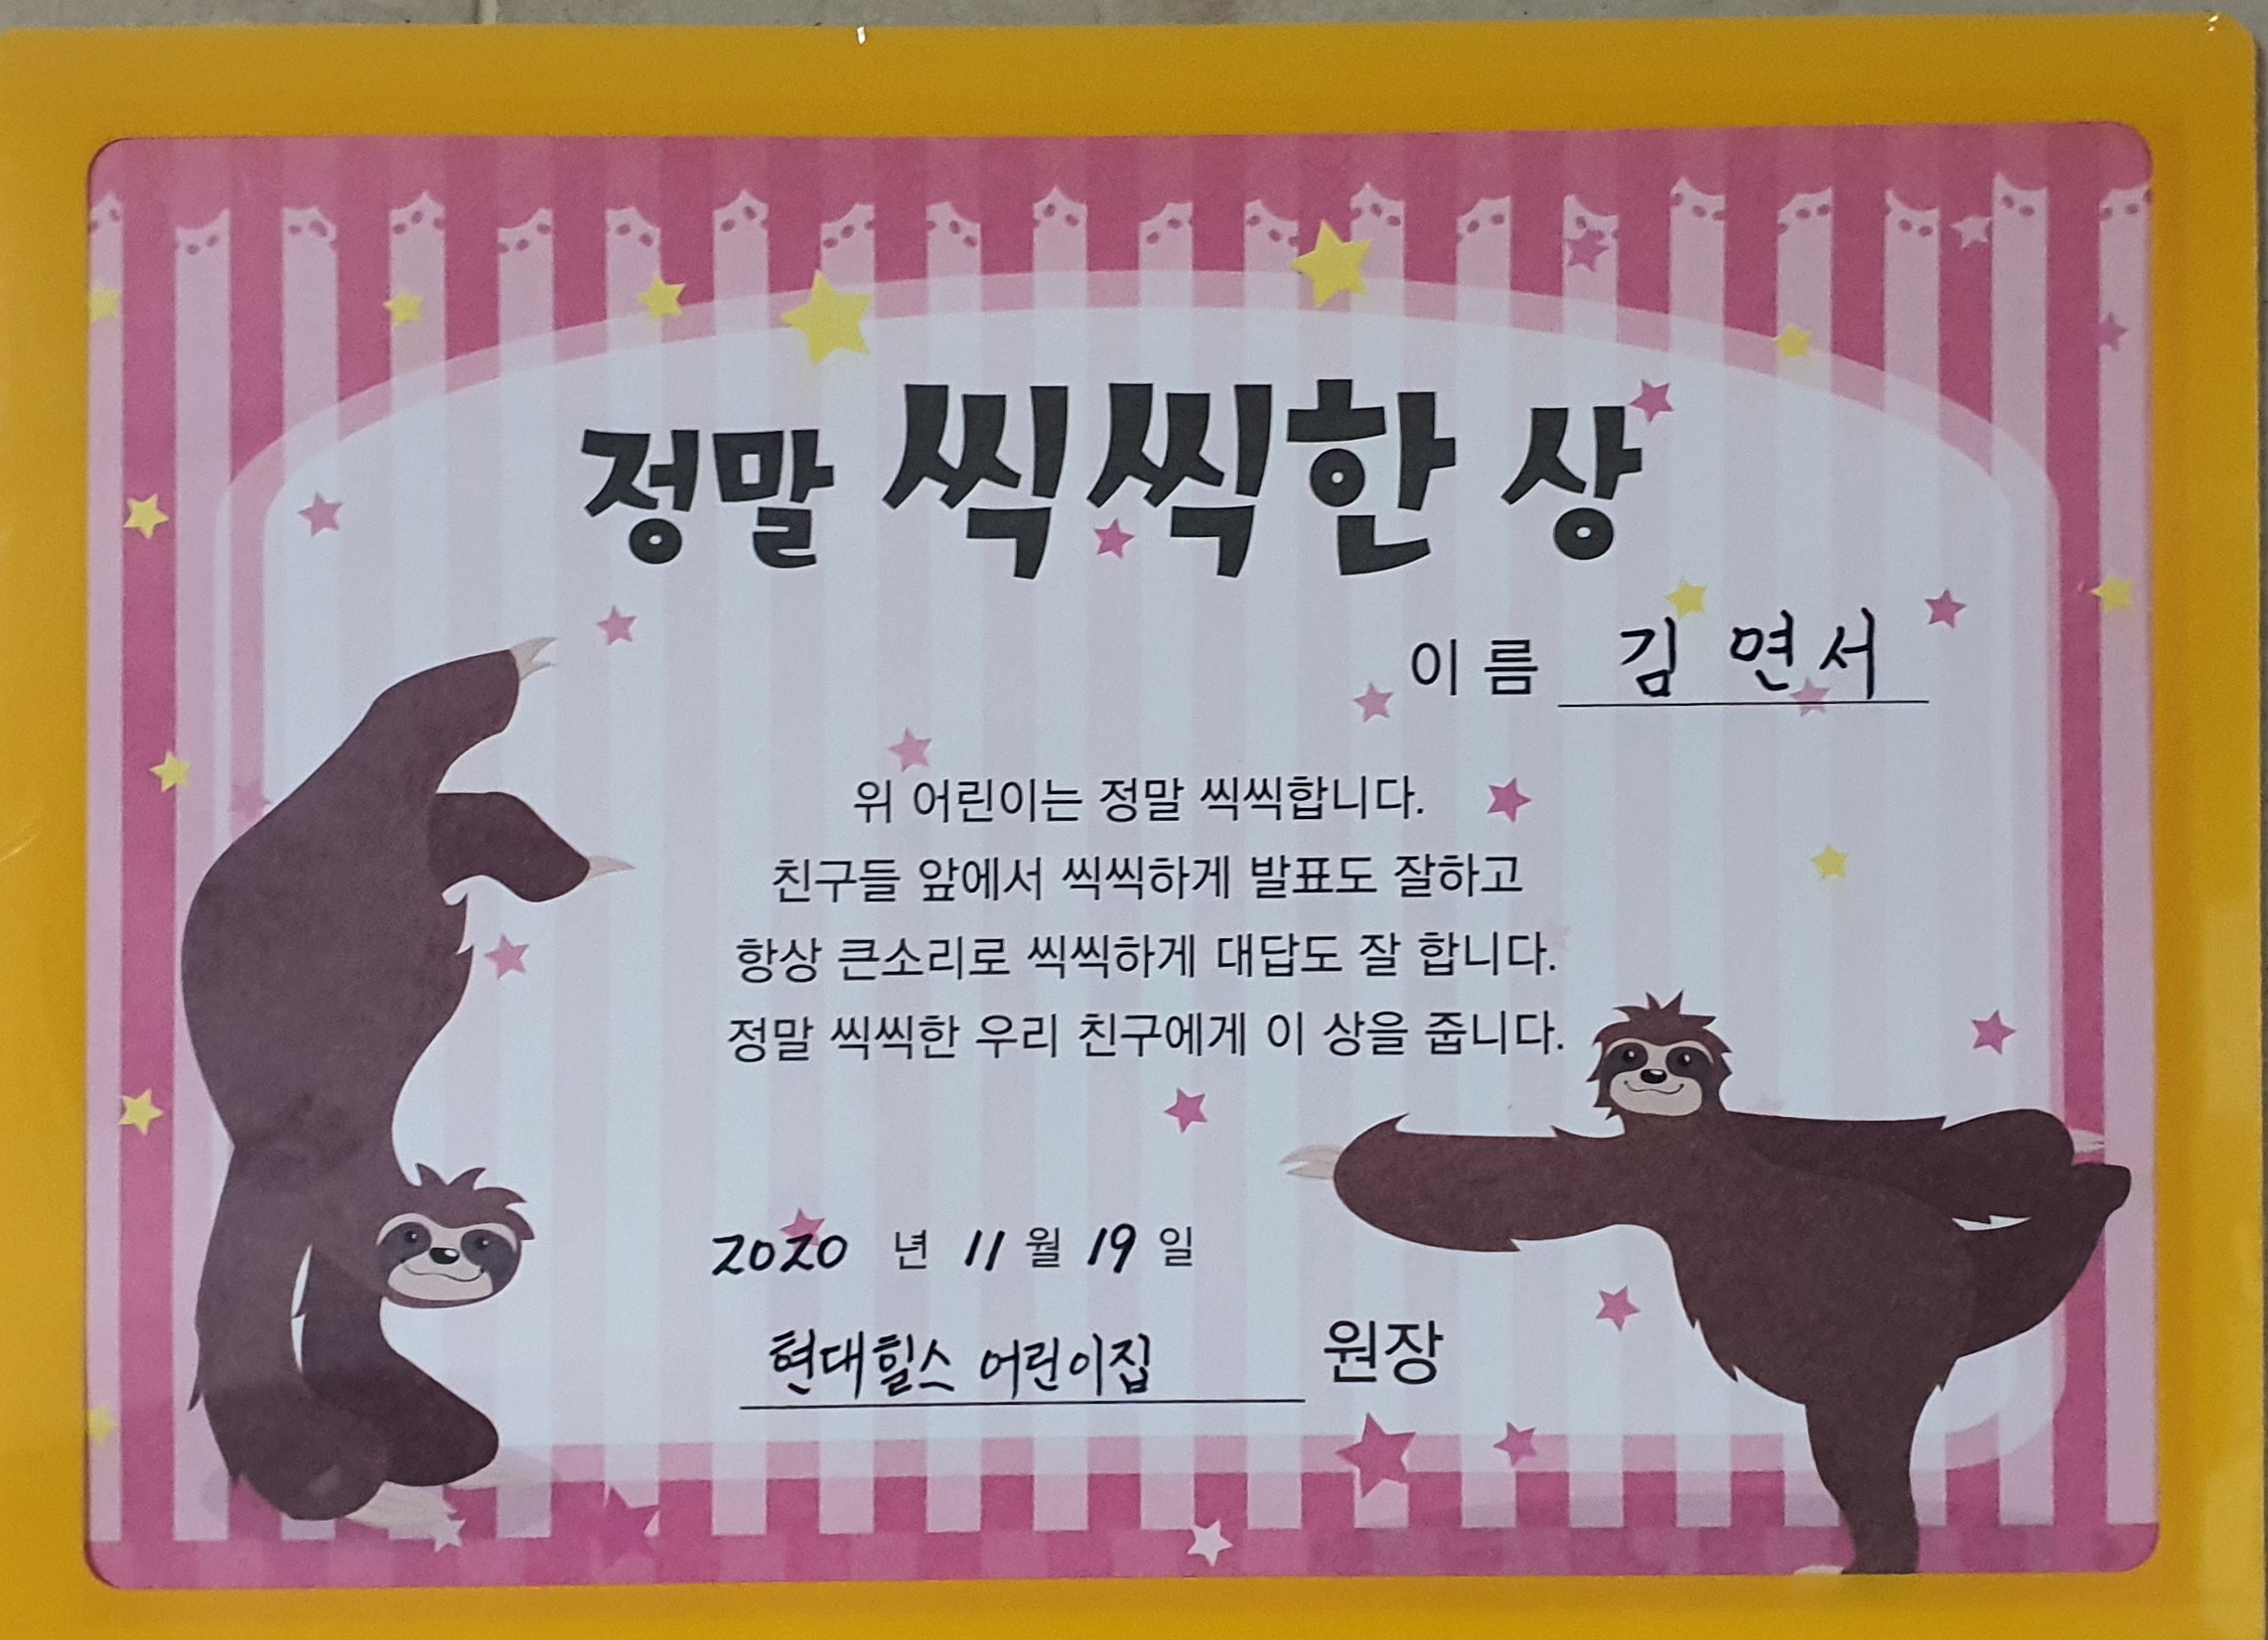 정말 씩씩한 상
이 름 김 연서
위 어린이는 정말 씩씩합니다.
친구들 앞에서 씩씩하게 발표도 잘하고
항상 큰소리로 씩씩하게 대답도 잘 합니다.
정말 씩씩한 우리 친구에게 이 상을 줍니다.
2020 년 11 월 19 일
현대힐스 어린이집 원장